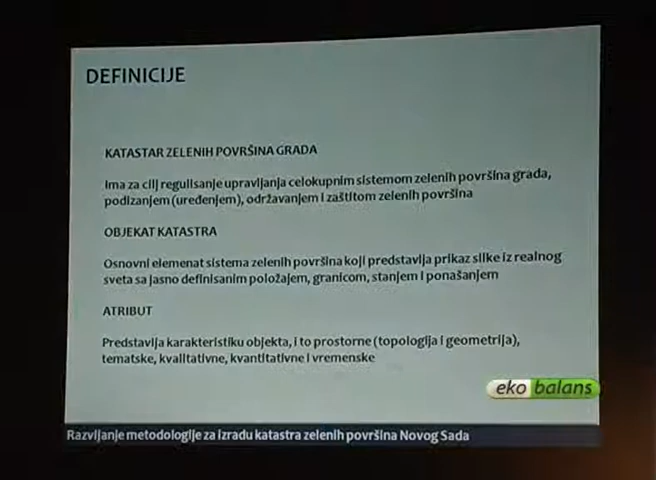 DEFINICIJE
KATASTAR ZELENIH POVRŠINA GRADA
Ima za cilj regulisanje upravljanja celokupnim sistemom zelenih površina grada,
podizanjem (uređenjem), održavanjem i zaštitom zelenih površina
OBJEKAT KATASTRA
Osnovni elemenat sistema zelenih površina koji predstavlja prikaz slike iz realnog
sveta sa jasno definisanim položajem, granicom, stanjem i ponašanjem
ATRIBUT
Predstavlja karakteristiku objekta, i to prostorne (topologija i geometrija),
tematske, kvalitativne, kvantitativne i vremenske
eko balans
Razvijanje metodologije za izradu katastra zelenih površina Novog Sada